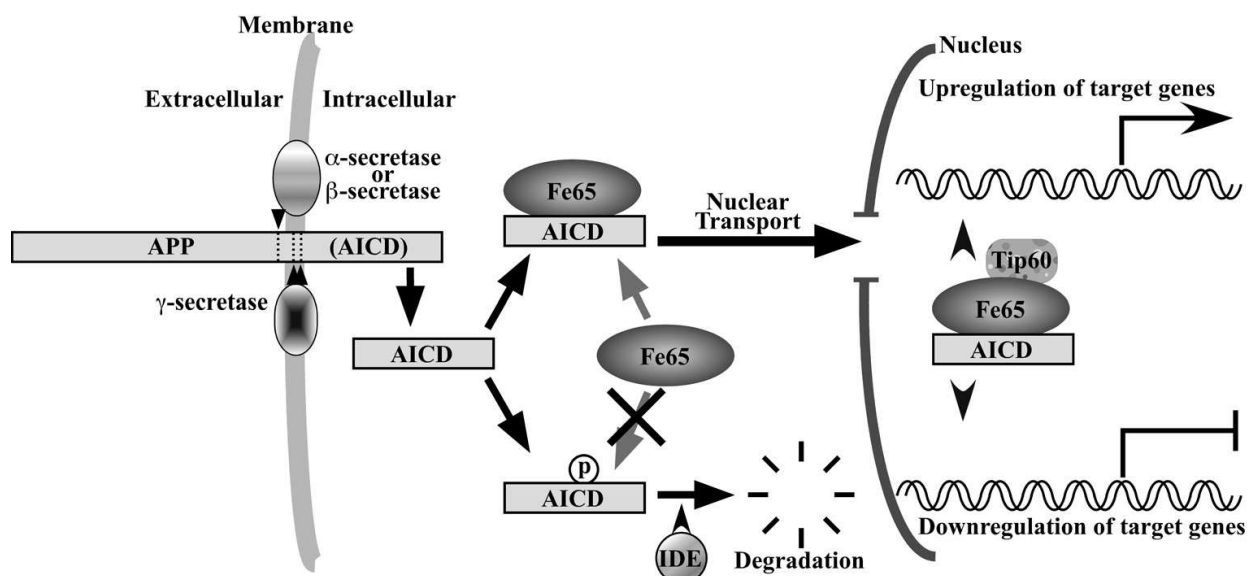 Membrane
Nucleus
Extracellular
Intracellular
Upregulation of target genes
α-secretase
or
β-secretase
Fe65
AICD
Nuclear
Transport
APP
(AICD)
Tip60
γ-secretase
Fe65
AICD
AICD
Fe65
p
AICD
IDE
Degradation
Downregulation of target genes